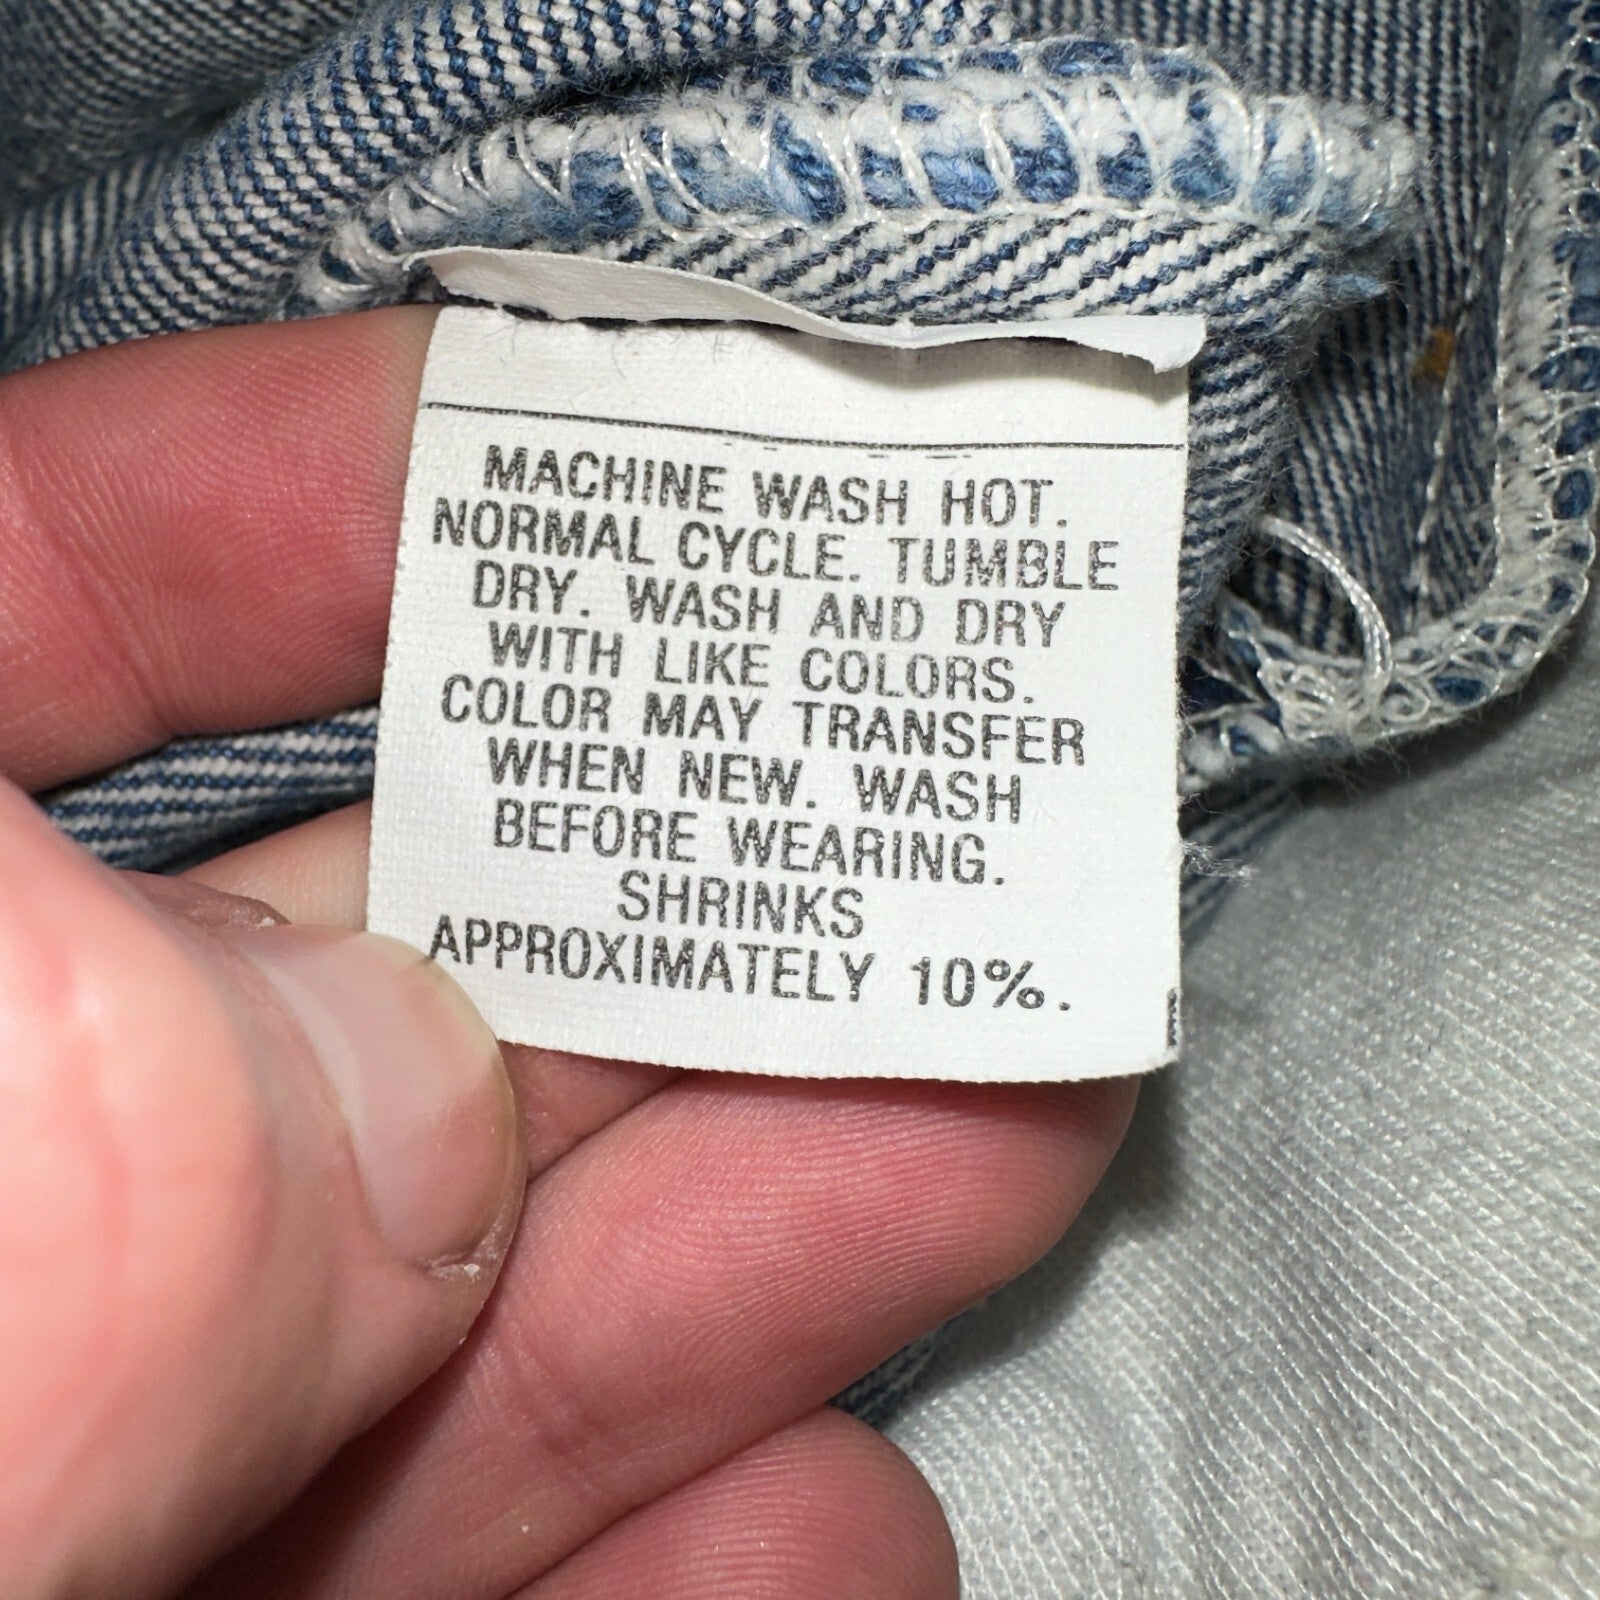 MACHINE WASH HOT.
NORMAL CYCLE. TUMBLE
DRY. WASH AND DRY
WITH LIKE COLORS.
COLOR MAY TRANSFER
WHEN NEW. WASH
BEFORE WEARING.
SHRINKS
APPROXIMATELY 10%.